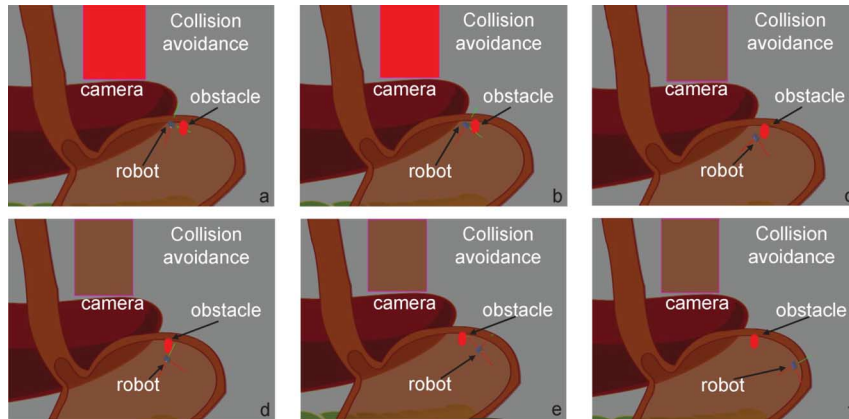 Collision
avoidance
camera
obstacle
robot
a
Collision
avoidance
camera
obstacle
robot
b
Collision
avoidance
camera
obstacle
robot
c
Collision
avoidance
camera
obstacle
robot
d
Collision
avoidance
camera
obstacle
robot
e
Collision
avoidance
camera
obstacle
robot